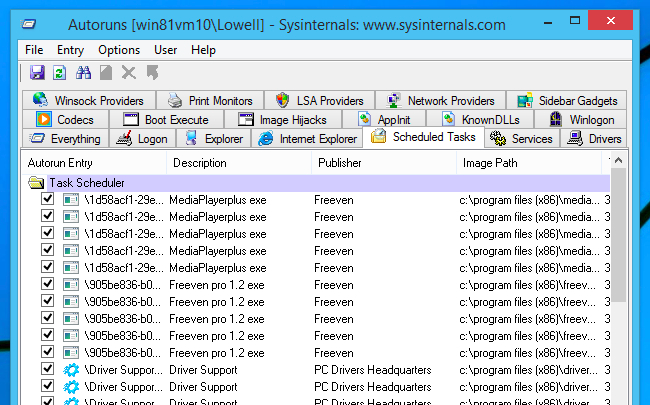 Autoruns [win81vm10\Lowell] - Sysinternals: www.sysinternals.com
File Entry Options User Help
Winsock Providers Print Monitors LSA Providers Network Providers Sidebar Gadgets
Codecs Boot Execute Image Hijacks AppInit KnownDLLs Winlogon
Everything Logon Explorer Internet Explorer Scheduled Tasks Services Drivers
Autorun Entry Description Publisher Image Path
Task Scheduler
\1d58acf1-29e... MediaPlayerplus exe Freeven c:\program files (x86)\media... 3
\1d58acf1-29e... MediaPlayerplus exe Freeven c:\program files (x86)\media... 3
\1d58acf1-29e... MediaPlayerplus exe Freeven c:\program files (x86)\media... 3
\1d58acf1-29e... MediaPlayerplus exe Freeven c:\program files (x86)\media... 3
\1d58acf1-29e... MediaPlayerplus exe Freeven c:\program files (x86)\media... 3
\905be836-b0... Freeven pro 1.2 exe Freeven c:\program files (x86)\freev... 3
\905be836-b0... Freeven pro 1.2 exe Freeven c:\program files (x86)\freev... 3
\905be836-b0... Freeven pro 1.2 exe Freeven c:\program files (x86)\freev... 3
\905be836-b0... Freeven pro 1.2 exe Freeven c:\program files (x86)\freev... 3
\905be836-b0... Freeven pro 1.2 exe Freeven c:\program files (x86)\freev... 3
\Driver Suppo... Driver Support PC Drivers Headquarters c:\program files (x86)\driver... 3
\Driver Suppo... Driver Support PC Drivers Headquarters c:\program files (x86)\driver... 3
\Driver Suppo... Driver Support PC Drivers Headquarters c:\program files (x86)\driver... 3